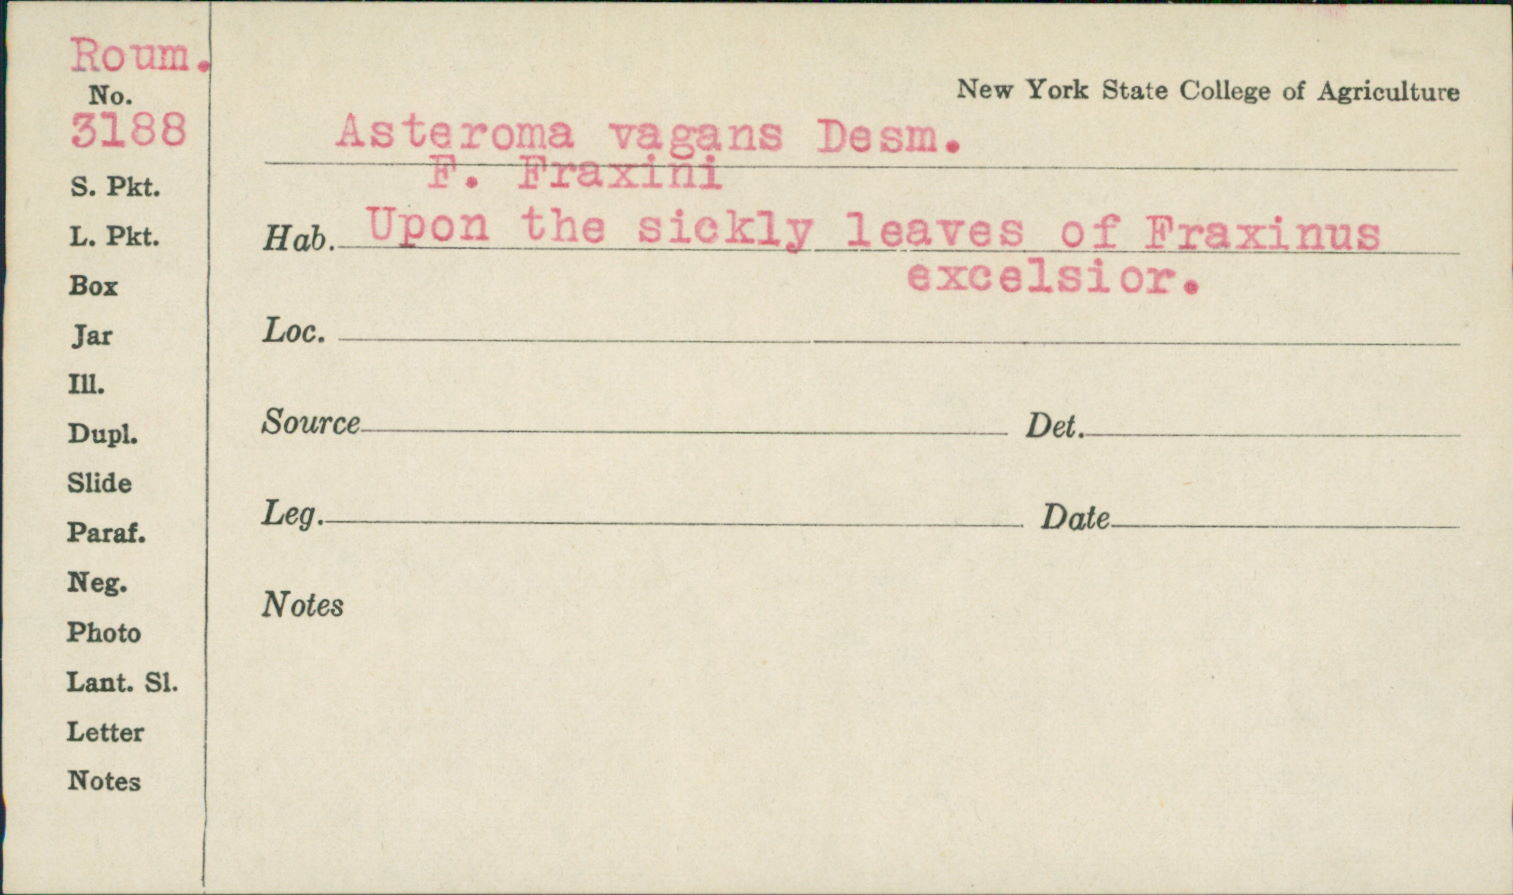 Roum.
No.
3188
S. Pkt.
L. Pkt.
Box
Jar
Ill.
Dupl.
Slide
Paraf.
Neg.
Photo
Lant. Sl.
Letter
Notes
New York State College of Agriculture
Asteroma vagans Desm.
F. Fraxini
Hab. Upon the sickly leaves of Fraxinus
excelsior.
Loc.
Source Det.
Leg. Date
Notes